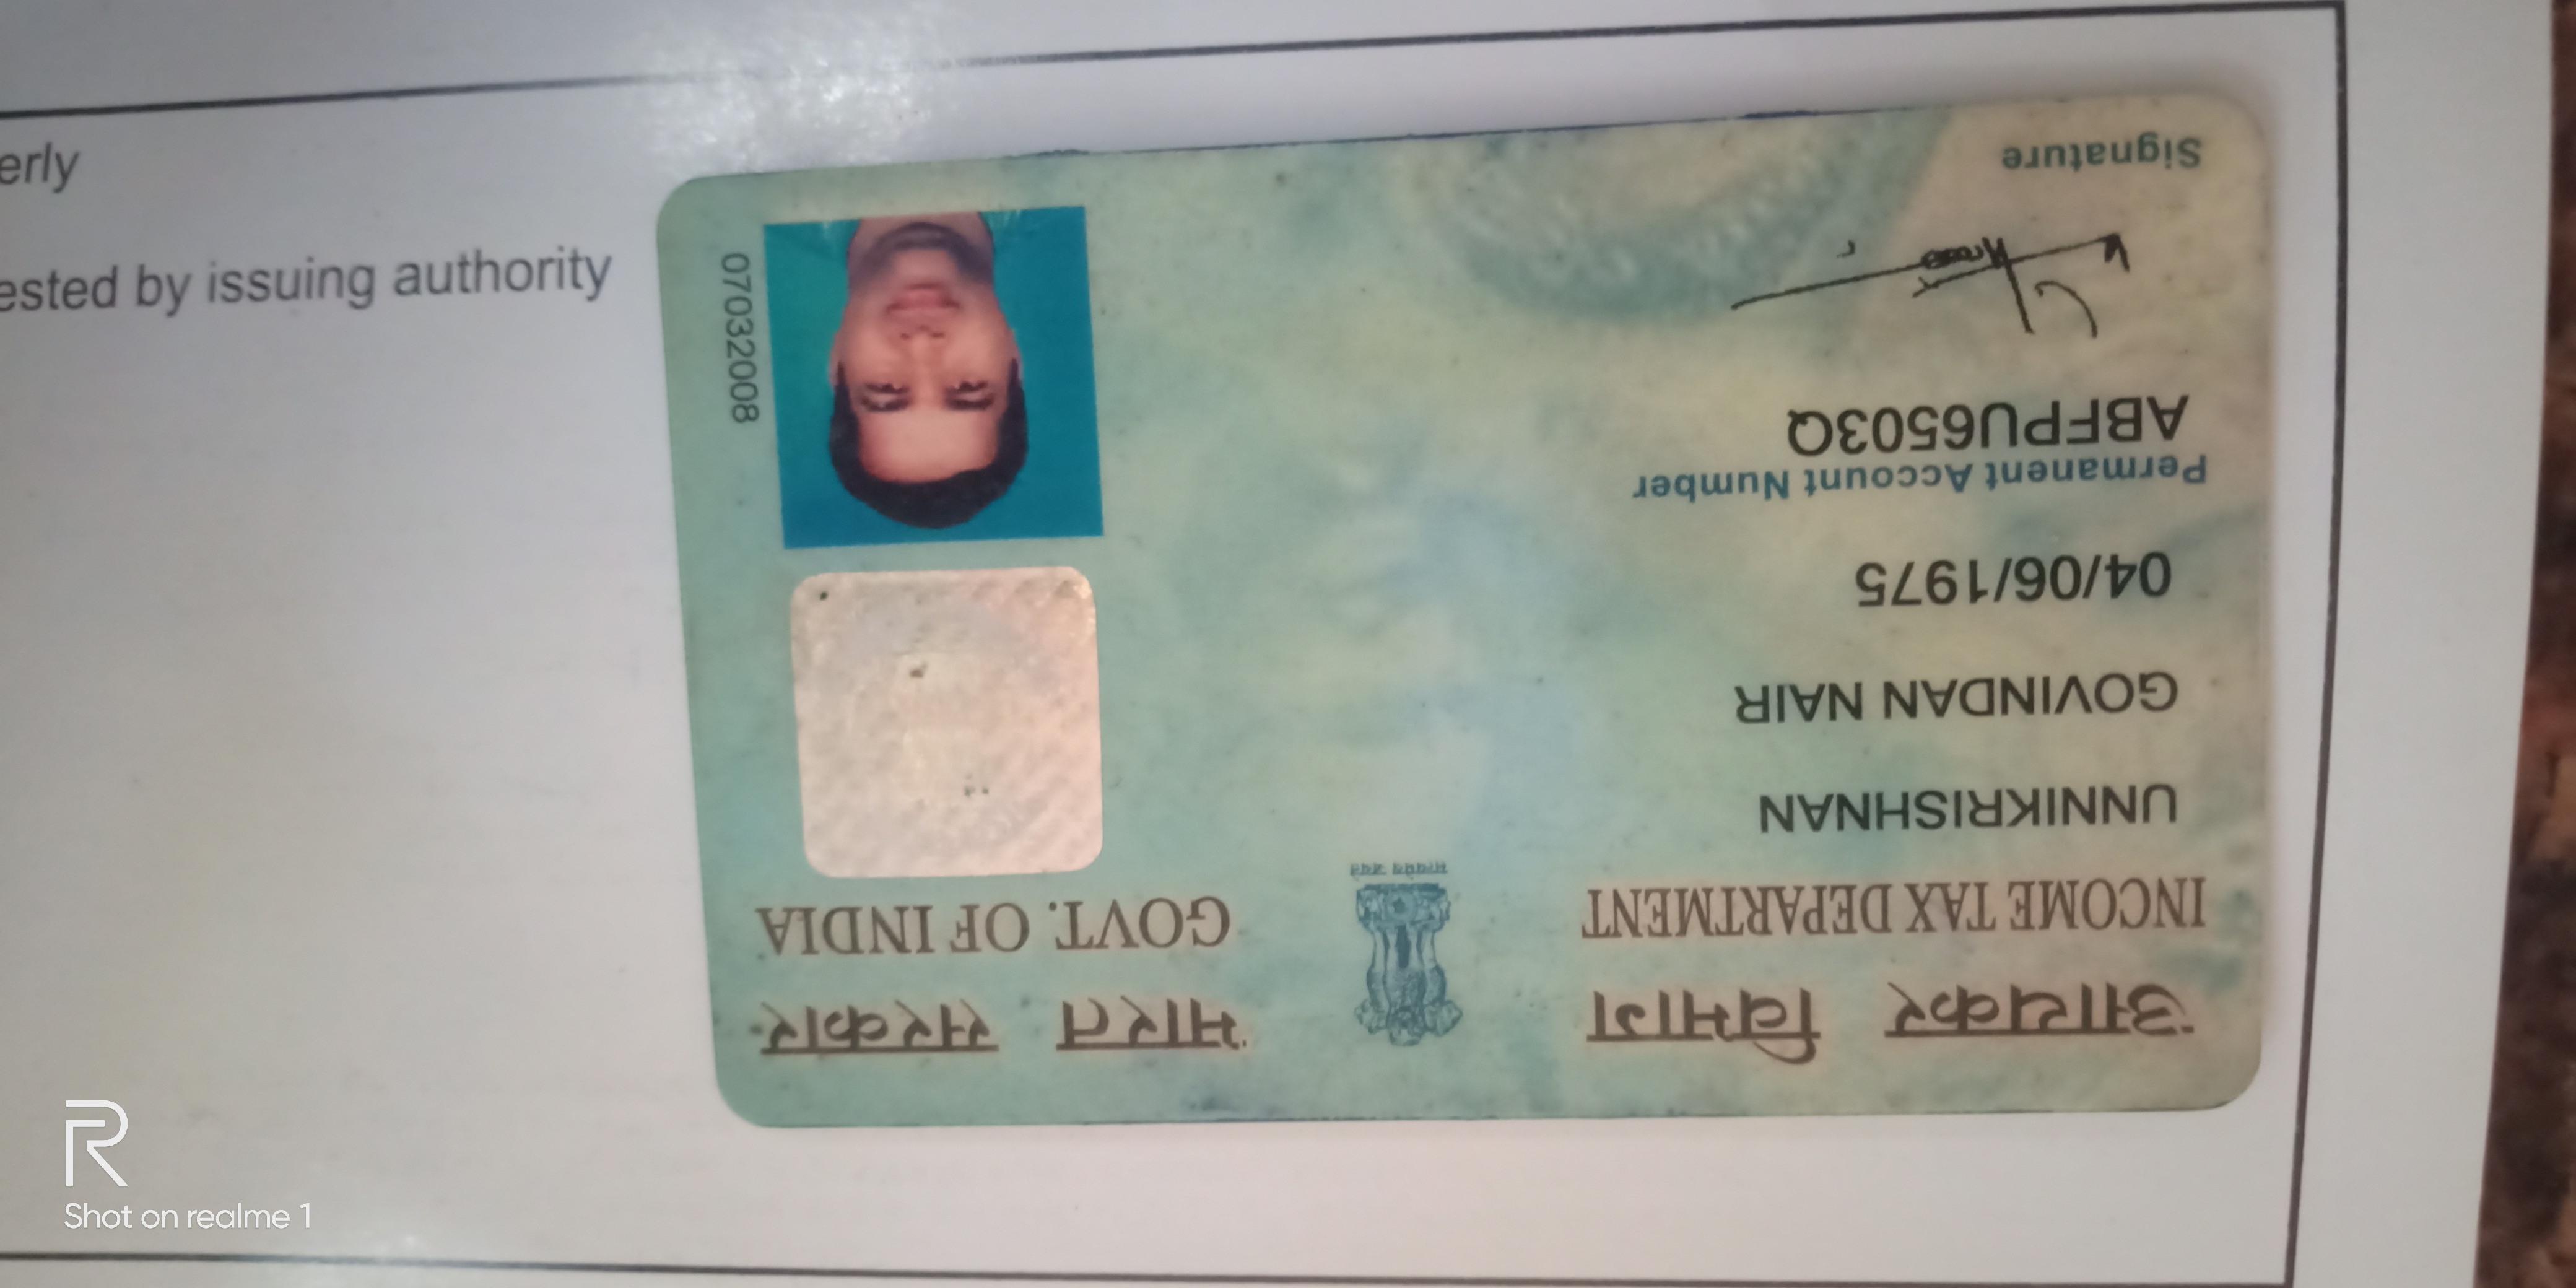 erly
ested by issuing authority
आयकर विभाग
INCOME TAX DEPARTMENT
भारत सरकार
GOVT. OF INDIA
सत्यमेव जयते
UNNIKRISHNAN
GOVINDAN NAIR
04/06/1975
Permanent Account Number
ABFPU6503Q
Signature
07032008
R
Shot on realme 1